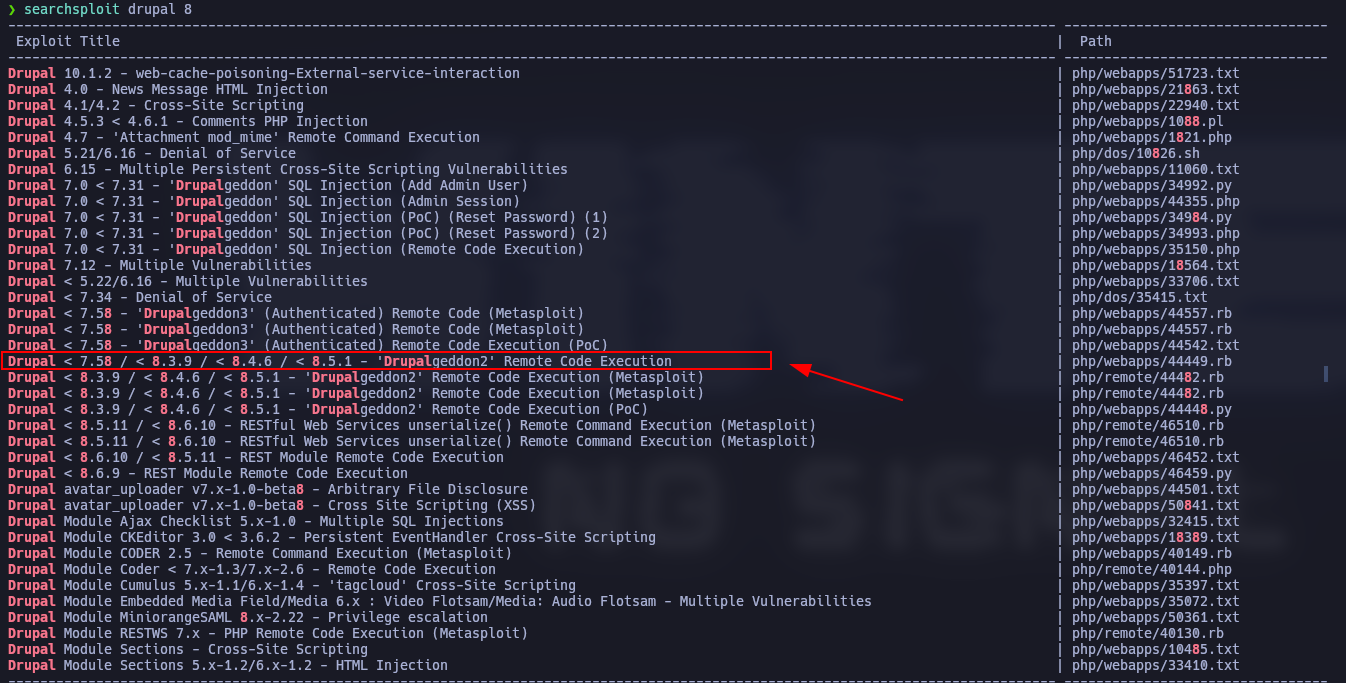 ❯ searchsploit drupal 8
Exploit Title | Path
Drupal 10.1.2 - web-cache-poisoning-External-service-interaction | php/webapps/51723.txt
Drupal 4.0 - News Message HTML Injection | php/webapps/21863.txt
Drupal 4.1/4.2 - Cross-Site Scripting | php/webapps/22940.txt
Drupal 4.5.3 < 4.6.1 - Comments PHP Injection | php/webapps/1088.pl
Drupal 4.7 - 'Attachment mod_mime' Remote Command Execution | php/webapps/1821.php
Drupal 5.21/6.16 - Denial of Service | php/dos/10826.sh
Drupal 6.15 - Multiple Persistent Cross-Site Scripting Vulnerabilities | php/webapps/11060.txt
Drupal 7.0 < 7.31 - 'Drupalgeddon' SQL Injection (Add Admin User) | php/webapps/34992.py
Drupal 7.0 < 7.31 - 'Drupalgeddon' SQL Injection (Admin Session) | php/webapps/44355.php
Drupal 7.0 < 7.31 - 'Drupalgeddon' SQL Injection (PoC) (Reset Password) (1) | php/webapps/34984.py
Drupal 7.0 < 7.31 - 'Drupalgeddon' SQL Injection (PoC) (Reset Password) (2) | php/webapps/34993.php
Drupal 7.0 < 7.31 - 'Drupalgeddon' SQL Injection (Remote Code Execution) | php/webapps/35150.php
Drupal 7.12 - Multiple Vulnerabilities | php/webapps/18564.txt
Drupal < 5.22/6.16 - Multiple Vulnerabilities | php/webapps/33706.txt
Drupal < 7.34 - Denial of Service | php/dos/35415.txt
Drupal < 7.58 - 'Drupalgeddon3' (Authenticated) Remote Code (Metasploit) | php/webapps/44557.rb
Drupal < 7.58 - 'Drupalgeddon3' (Authenticated) Remote Code (Metasploit) | php/webapps/44557.rb
Drupal < 7.58 - 'Drupalgeddon3' (Authenticated) Remote Code Execution (PoC) | php/webapps/44542.txt
Drupal < 7.58 / < 8.3.9 / < 8.4.6 / < 8.5.1 - 'Drupalgeddon2' Remote Code Execution | php/webapps/44449.rb
Drupal < 8.3.9 / < 8.4.6 / < 8.5.1 - 'Drupalgeddon2' Remote Code Execution (Metasploit) | php/remote/44482.rb
Drupal < 8.3.9 / < 8.4.6 / < 8.5.1 - 'Drupalgeddon2' Remote Code Execution (Metasploit) | php/remote/44482.rb
Drupal < 8.3.9 / < 8.4.6 / < 8.5.1 - 'Drupalgeddon2' Remote Code Execution (PoC) | php/webapps/44448.py
Drupal < 8.5.11 / < 8.6.10 - RESTful Web Services unserialize() Remote Command Execution (Metasploit) | php/remote/46510.rb
Drupal < 8.5.11 / < 8.6.10 - RESTful Web Services unserialize() Remote Command Execution (Metasploit) | php/remote/46510.rb
Drupal < 8.6.10 / < 8.5.11 - REST Module Remote Code Execution | php/webapps/46452.txt
Drupal < 8.6.9 - REST Module Remote Code Execution | php/webapps/46459.py
Drupal avatar_uploader v7.x-1.0-beta8 - Arbitrary File Disclosure | php/webapps/44501.txt
Drupal avatar_uploader v7.x-1.0-beta8 - Cross Site Scripting (XSS) | php/webapps/50841.txt
Drupal Module Ajax Checklist 5.x-1.0 - Multiple SQL Injections | php/webapps/32415.txt
Drupal Module CKEditor 3.0 < 3.6.2 - Persistent EventHandler Cross-Site Scripting | php/webapps/18389.txt
Drupal Module CODER 2.5 - Remote Command Execution (Metasploit) | php/webapps/40149.rb
Drupal Module Coder < 7.x-1.3/7.x-2.6 - Remote Code Execution | php/remote/40144.php
Drupal Module Cumulus 5.x-1.1/6.x-1.4 - 'tagcloud' Cross-Site Scripting | php/webapps/35397.txt
Drupal Module Embedded Media Field/Media 6.x : Video Flotsam/Media: Audio Flotsam - Multiple Vulnerabilities | php/webapps/35072.txt
Drupal Module MiniorangeSAML 8.x-2.22 - Privilege escalation | php/webapps/50361.txt
Drupal Module RESTWS 7.x - PHP Remote Code Execution (Metasploit) | php/remote/40130.rb
Drupal Module Sections - Cross-Site Scripting | php/webapps/10485.txt
Drupal Module Sections 5.x-1.2/6.x-1.2 - HTML Injection | php/webapps/33410.txt